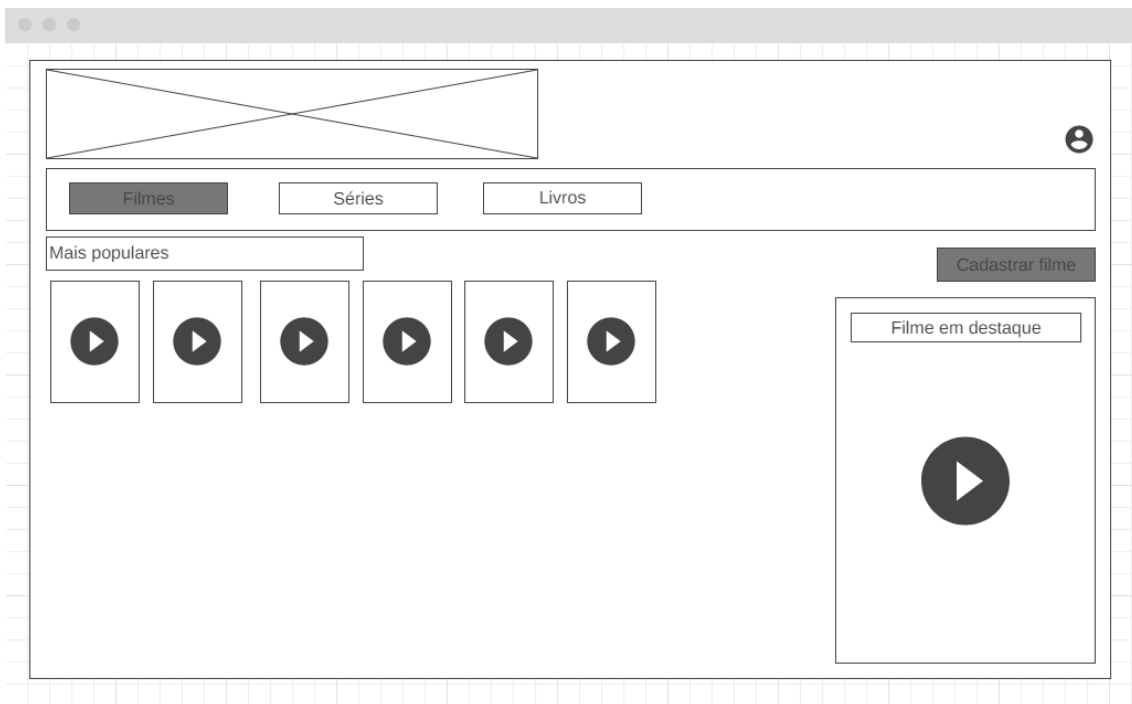 Filmes
Séries
Livros
Mais populares
Cadastrar filme
Filme em destaque